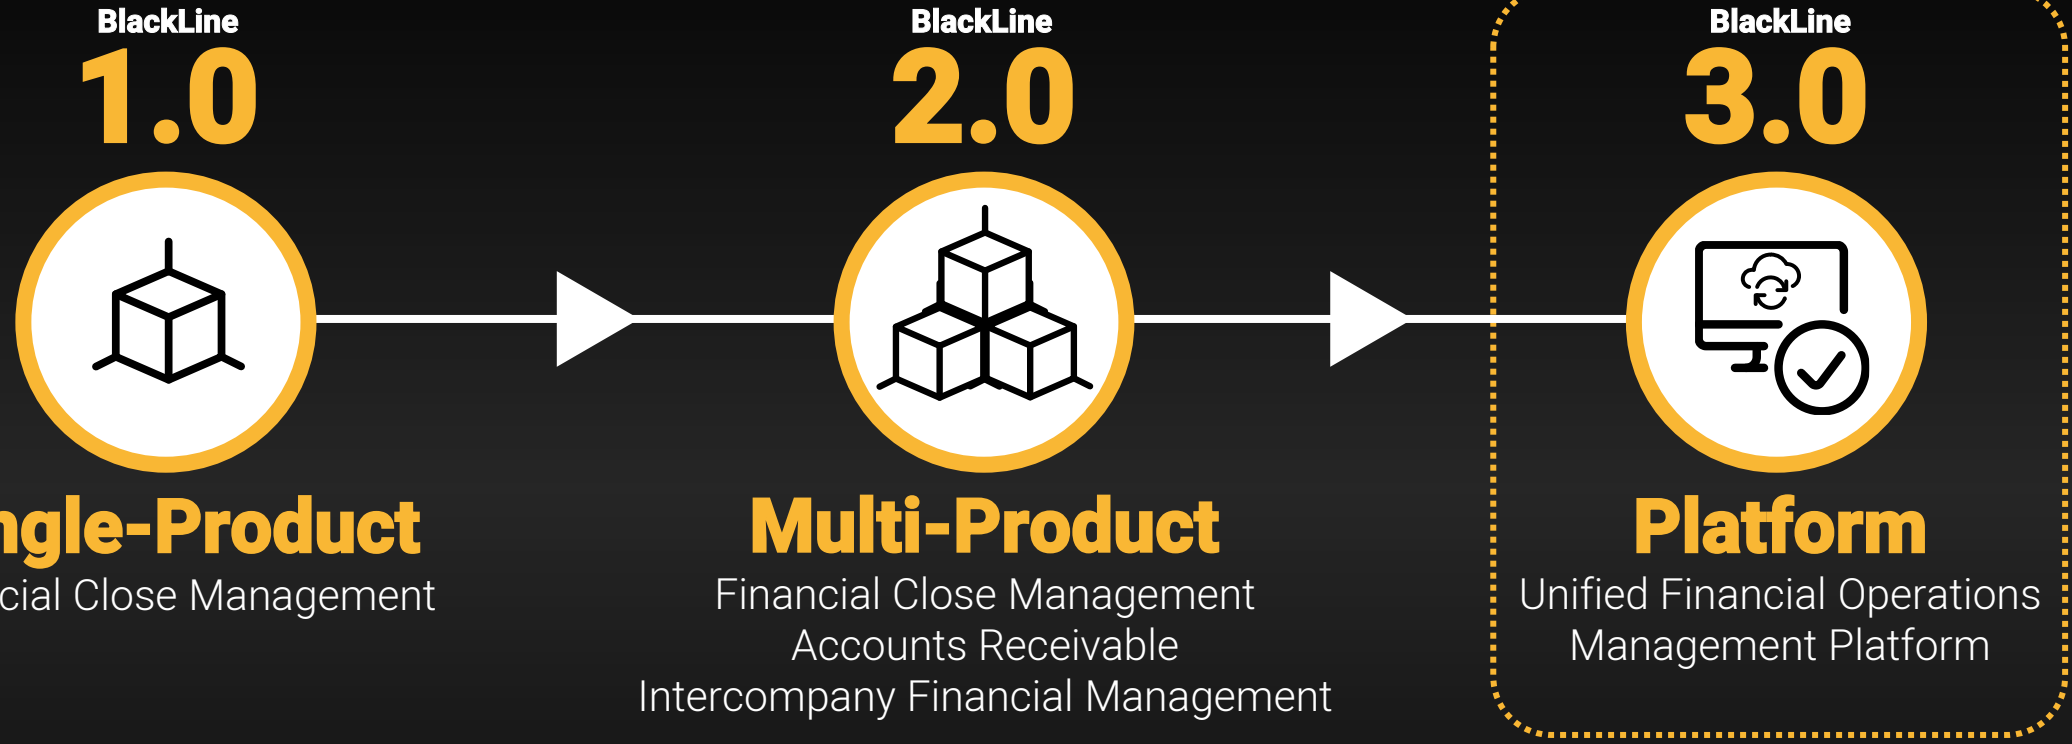 BlackLine
1.0
ngle-Product
cial Close Management
BlackLine
2.0
Multi-Product
Financial Close Management
Accounts Receivable
Intercompany Financial Management
BlackLine
3.0
Platform
Unified Financial Operations
Management Platform